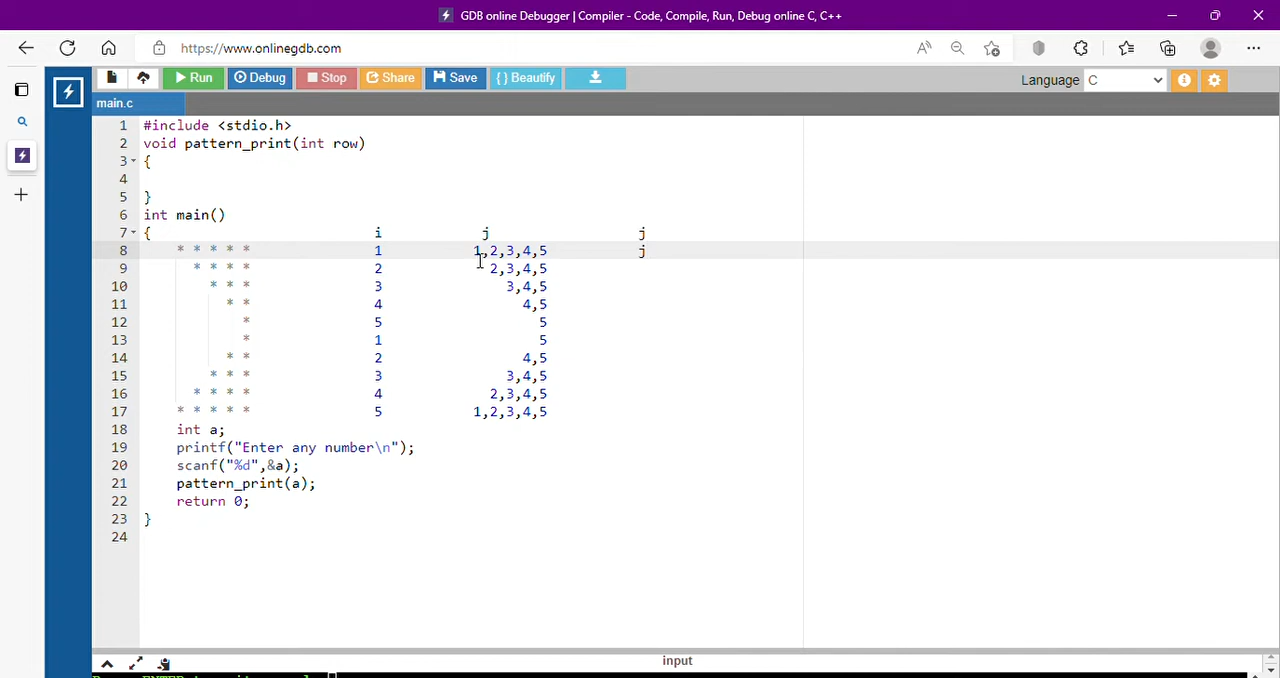 GDB online Debugger | Compiler - Code, Compile, Run, Debug online C, C++
https://www.onlinegdb.com
Run Debug Stop Share Save { } Beautify Language C
main.c
1 #include <stdio.h>
2 void pattern_print(int row)
3 {
4
5 }
6 int main()
7 { i j j
8 * * * * * 1 1,2,3,4,5 j
9 * * * * 2 2,3,4,5
10 * * * 3 3,4,5
11 * * 4 4,5
12 * 5 5
13 * 1 5
14 * * 2 4,5
15 * * * 3 3,4,5
16 * * * * 4 2,3,4,5
17 * * * * * 5 1,2,3,4,5
18 int a;
19 printf("Enter any number\n");
20 scanf("%d",&a);
21 pattern_print(a);
22 return 0;
23 }
24
input